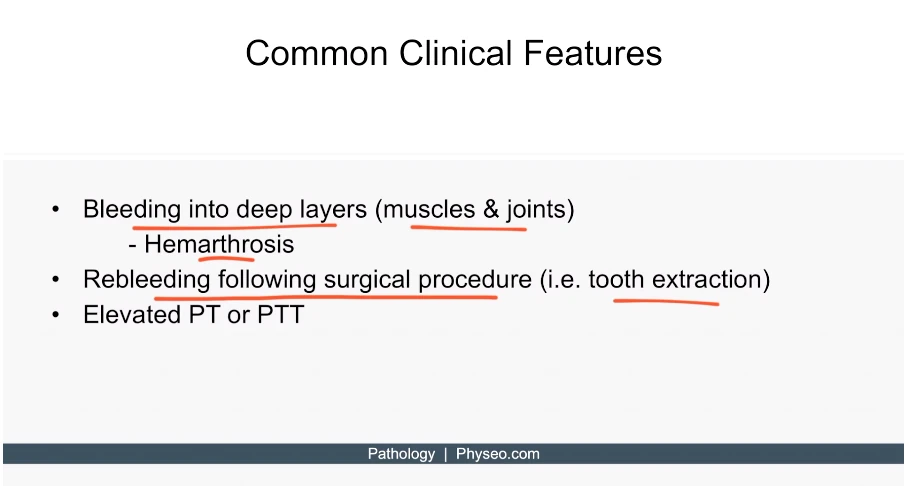 Common Clinical Features
• Bleeding into deep layers (muscles & joints)
- Hemarthrosis
• Rebleeding following surgical procedure (i.e. tooth extraction)
• Elevated PT or PTT
Pathology | Physeo.com